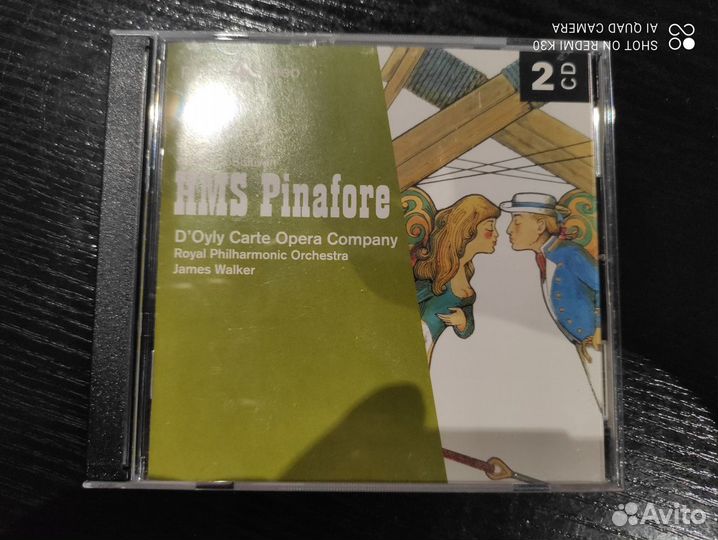 SHOT ON REDMI K30
AI QUAD CAMERA
2
CD
HMS Pinafore
D'Oyly Carte Opera Company
Royal Philharmonic Orchestra
James Walker
Avito